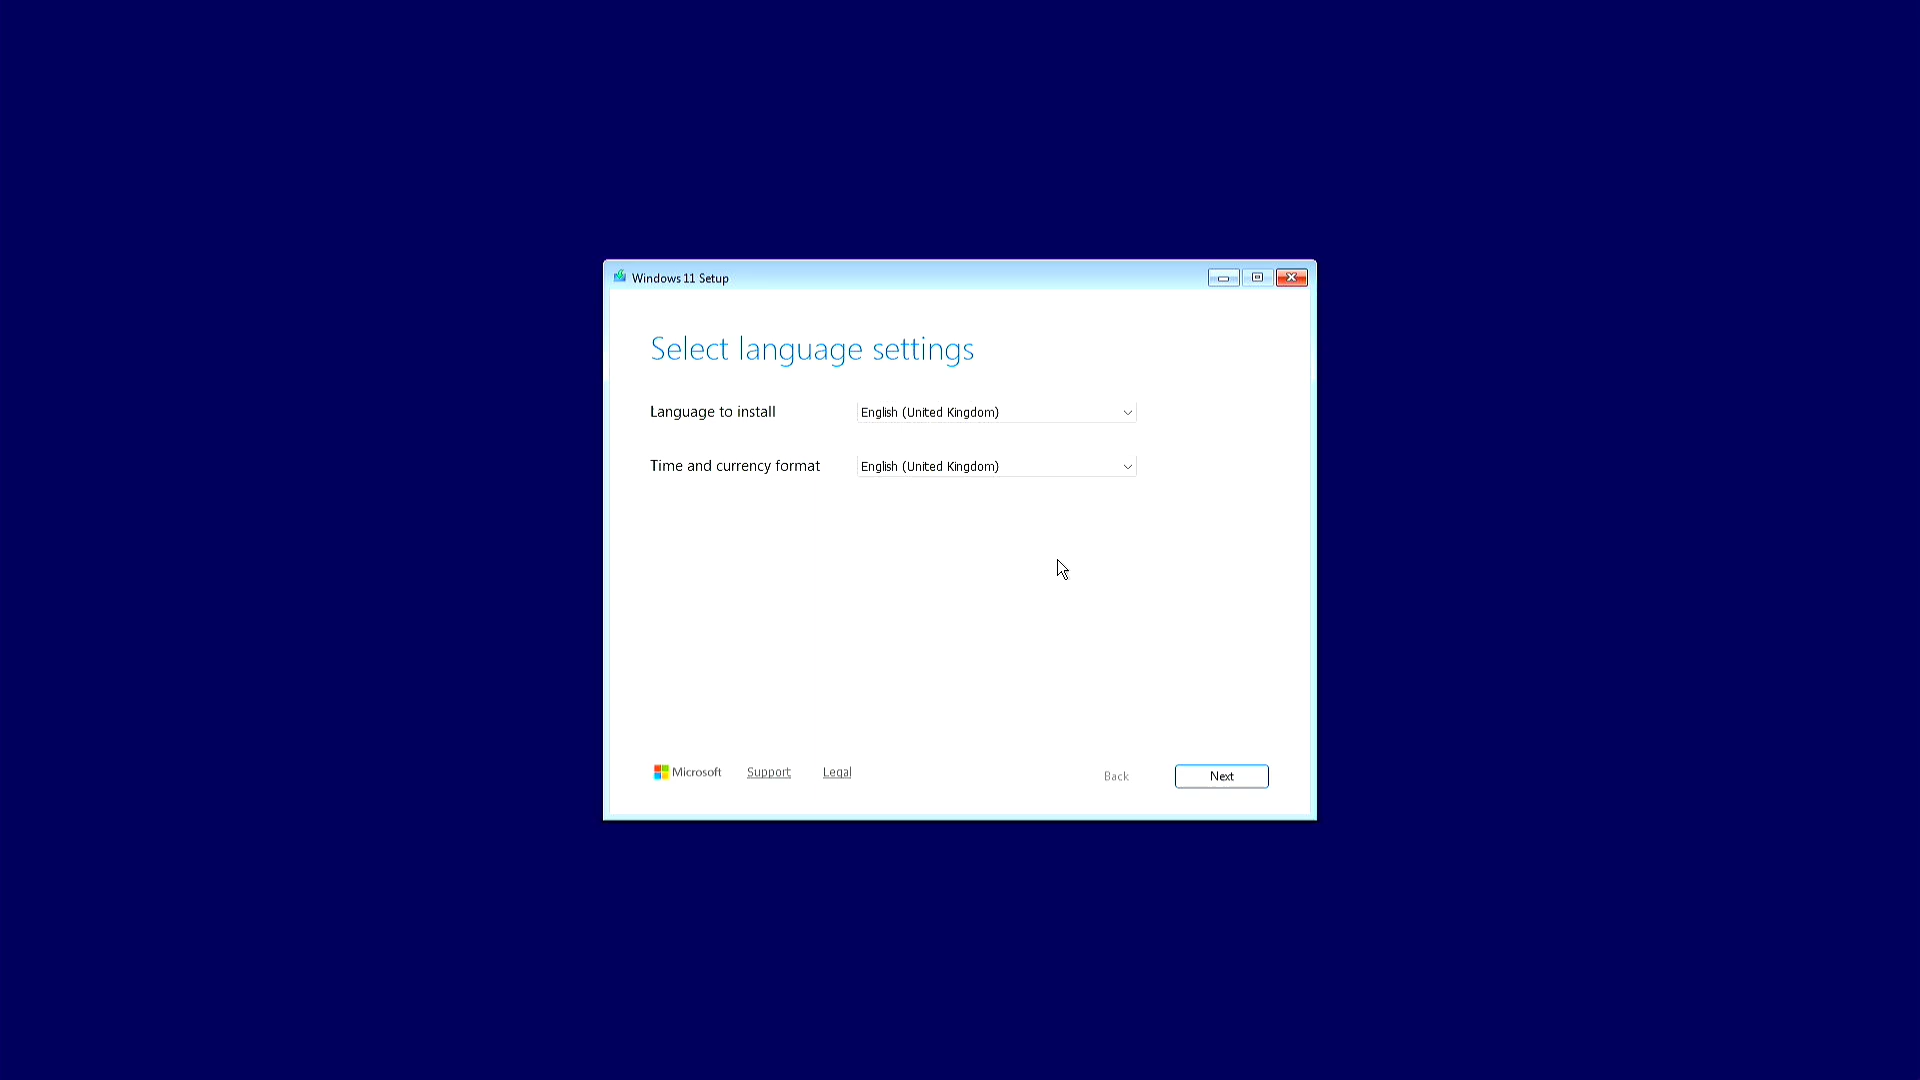 Windows 11 Setup
Select language settings
Language to install English (United Kingdom)
Time and currency format English (United Kingdom)
Microsoft Support Legal Back Next